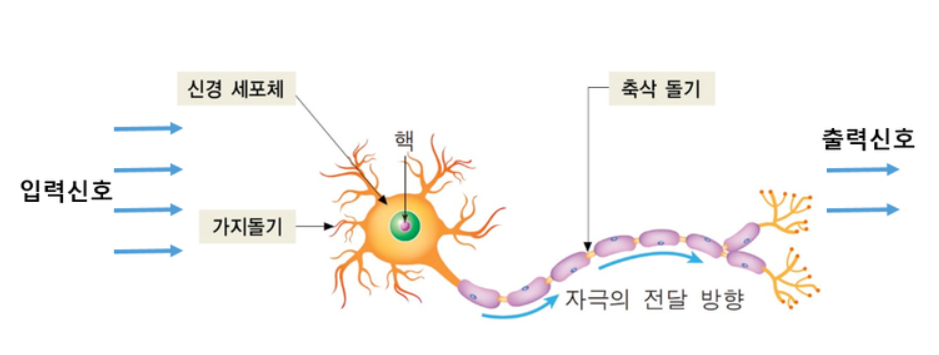 신경 세포체
축삭 돌기
핵
출력신호
입력신호
가지돌기
자극의 전달 방향